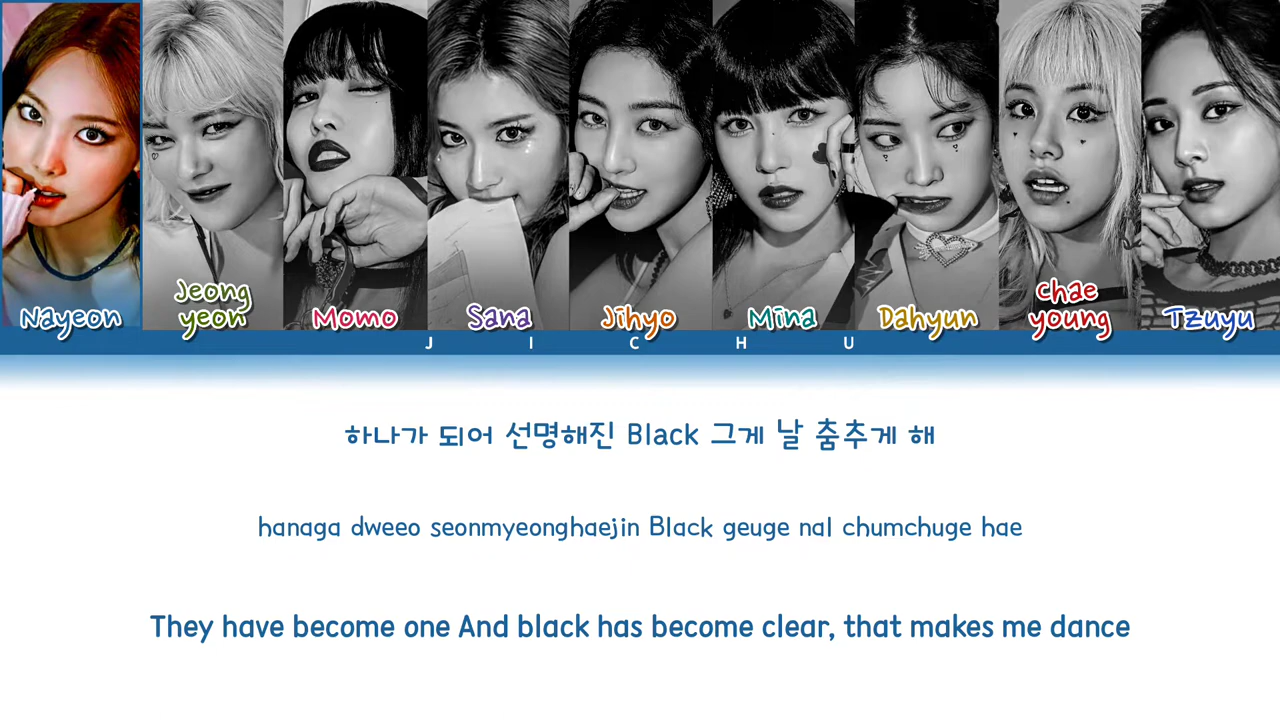 Nayeon
Jeong
yeon
Momo
Sana
Jihyo
Mina
Dahyun
chae
young
Tzuyu
J I C H U
하나가 되어 선명해진 Black 그게 날 춤추게 해
hanaga dweeo seonmyeonghaejin Black geuge nal chumchuge hae
They have become one And black has become clear, that makes me dance